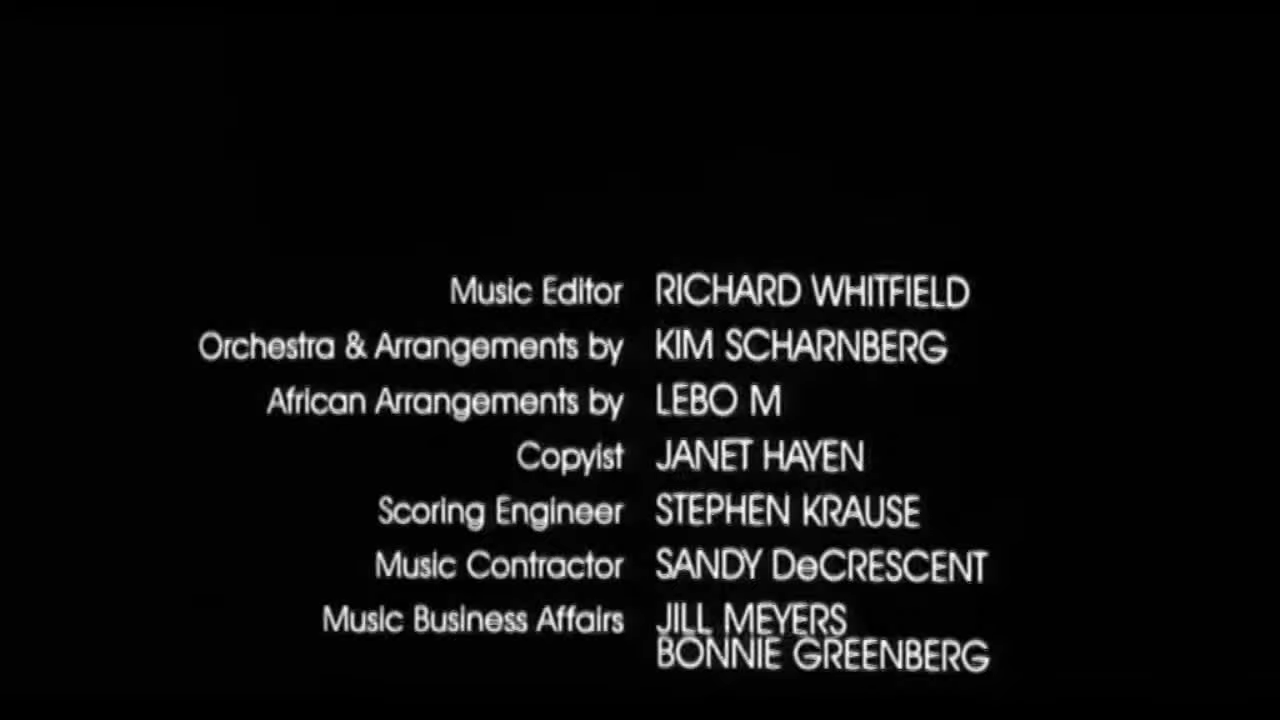 Music Editor RICHARD WHITFIELD
Orchestra & Arrangements by KIM SCHARNBERG
African Arrangements by LEBO M
Copyist JANET HAYEN
Scoring Engineer STEPHEN KRAUSE
Music Contractor SANDY DeCRESCENT
Music Business Affairs JILL MEYERS
BONNIE GREENBERG